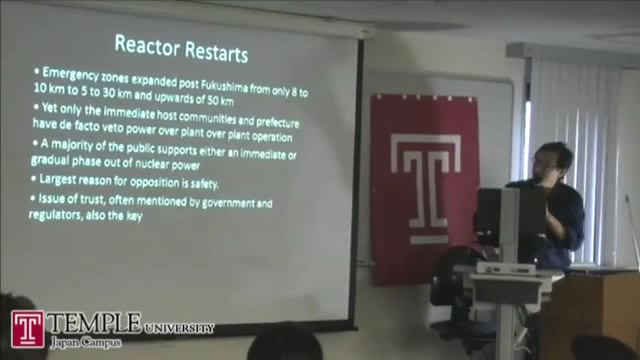 Reactor Restarts
• Emergency zones expanded post Fukushima from only 8 to
10 km to 5 to 30 km and upwards of 50 km
• Yet only the immediate host communities and prefecture
have de facto veto power over plant over plant operation
• A majority of the public supports either an immediate or
gradual phase out of nuclear power
• Largest reason for opposition is safety.
• Issue of trust, often mentioned by government and
regulators, also the key
T
T TEMPLE UNIVERSITY
Japan Campus